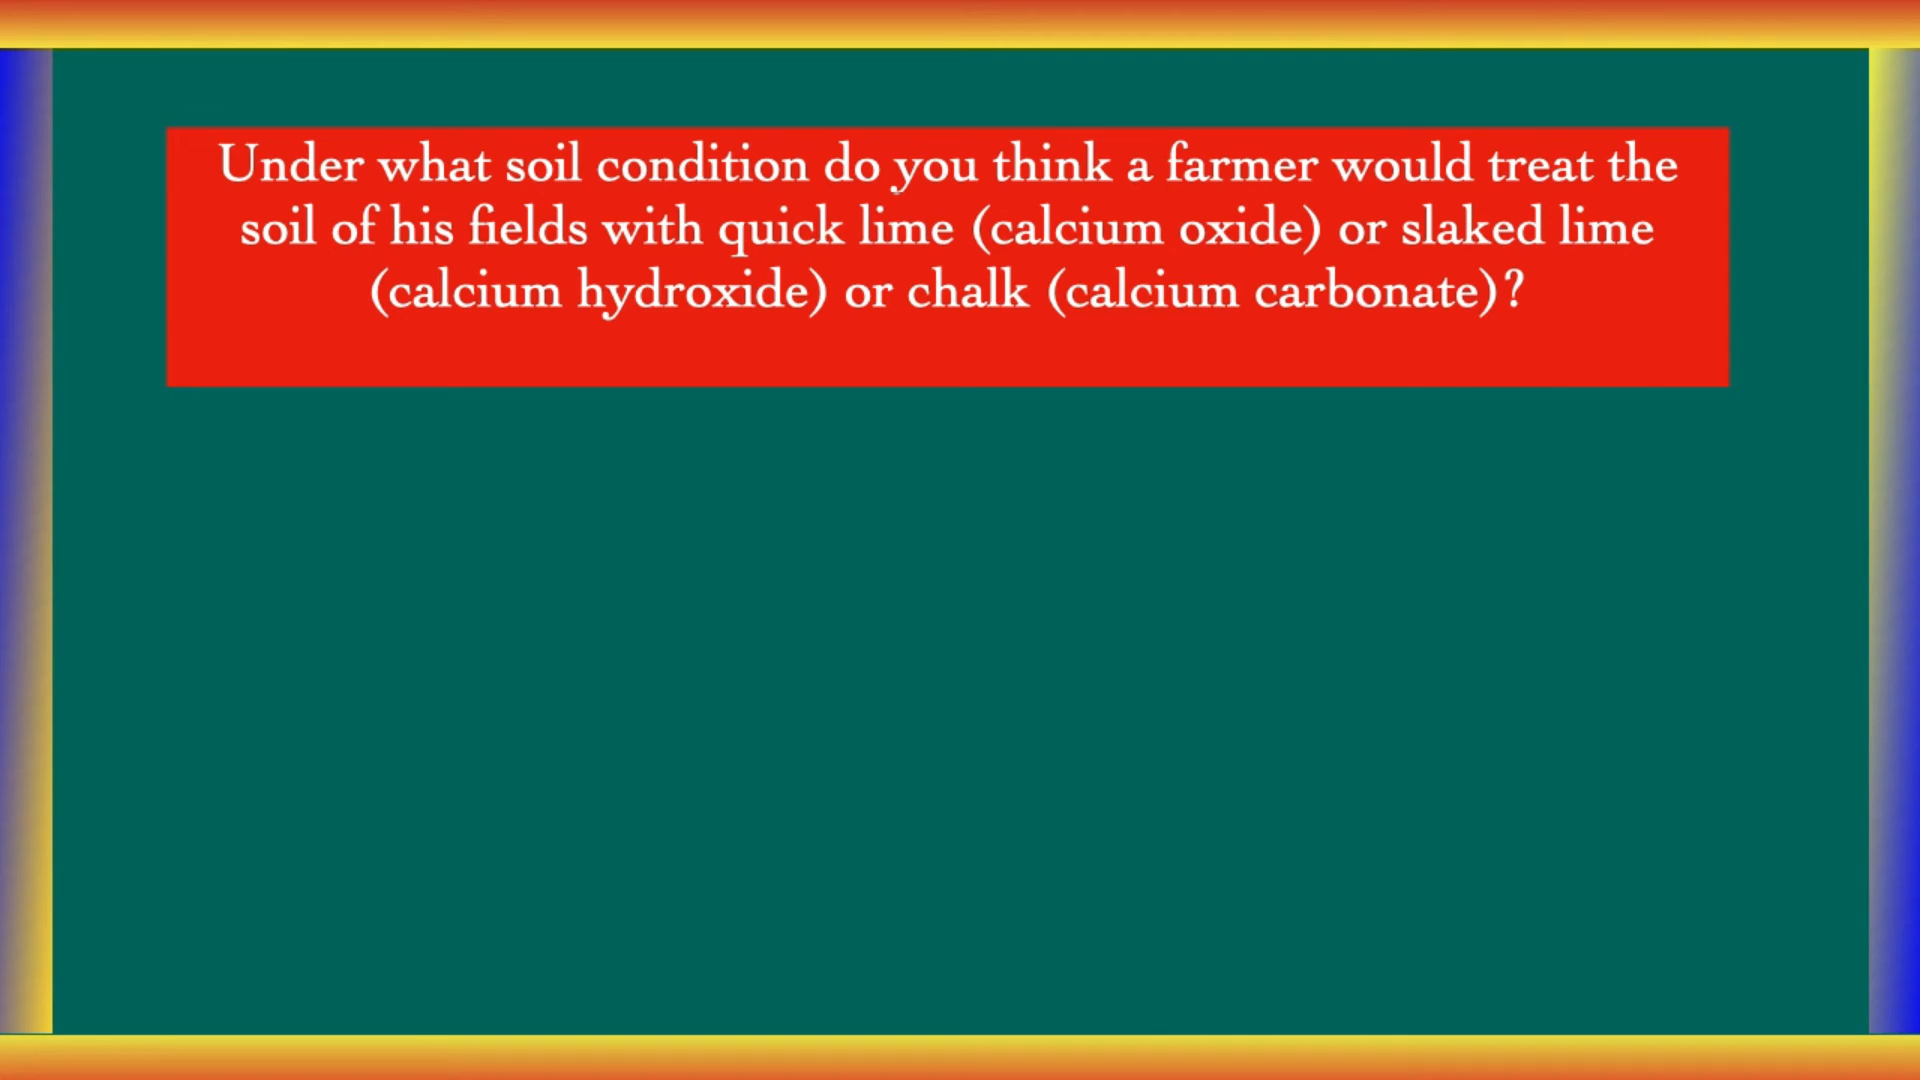 Under what soil condition do you think a farmer would treat the
soil of his fields with quick lime (calcium oxide) or slaked lime
(calcium hydroxide) or chalk (calcium carbonate)?